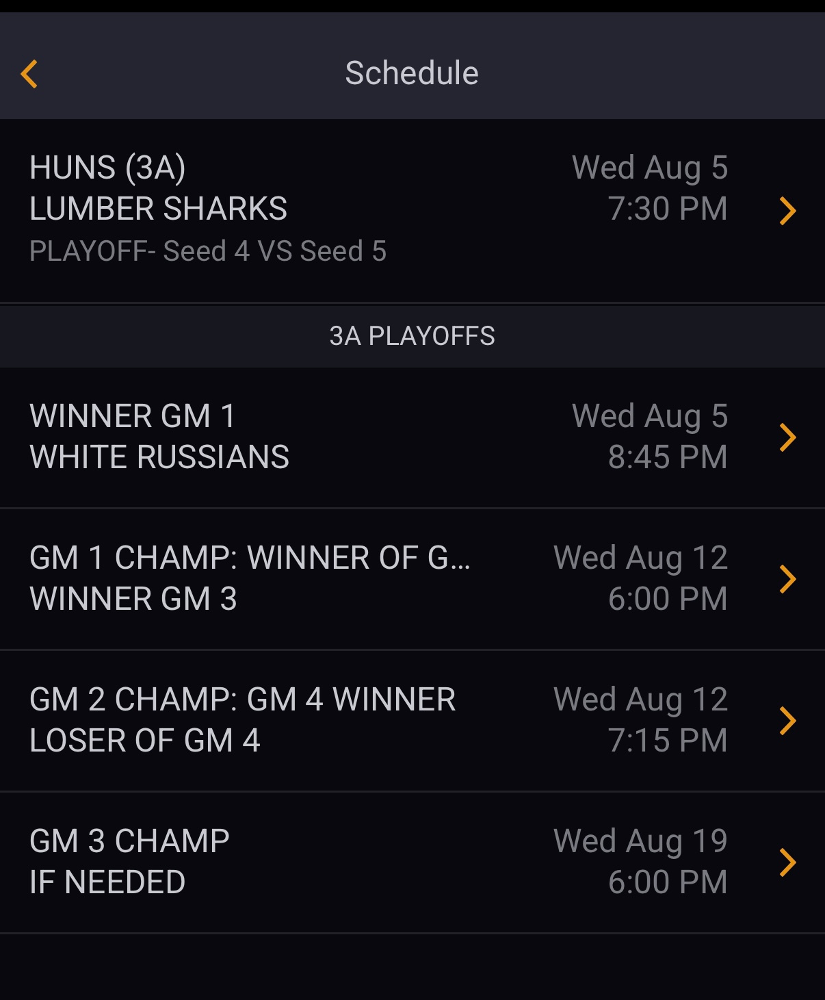 Schedule
HUNS (3A)
Wed Aug 5
LUMBER SHARKS
7:30 PM
PLAYOFF- Seed 4 VS Seed 5
3A PLAYOFFS
WINNER GM 1
Wed Aug 5
WHITE RUSSIANS
8:45 PM
GM 1 CHAMP: WINNER OF G...
Wed Aug 12
WINNER GM 3
6:00 PM
GM 2 CHAMP: GM 4 WINNER
Wed Aug 12
LOSER OF GM 4
7:15 PM
GM 3 CHAMP
Wed Aug 19
IF NEEDED
6:00 PM